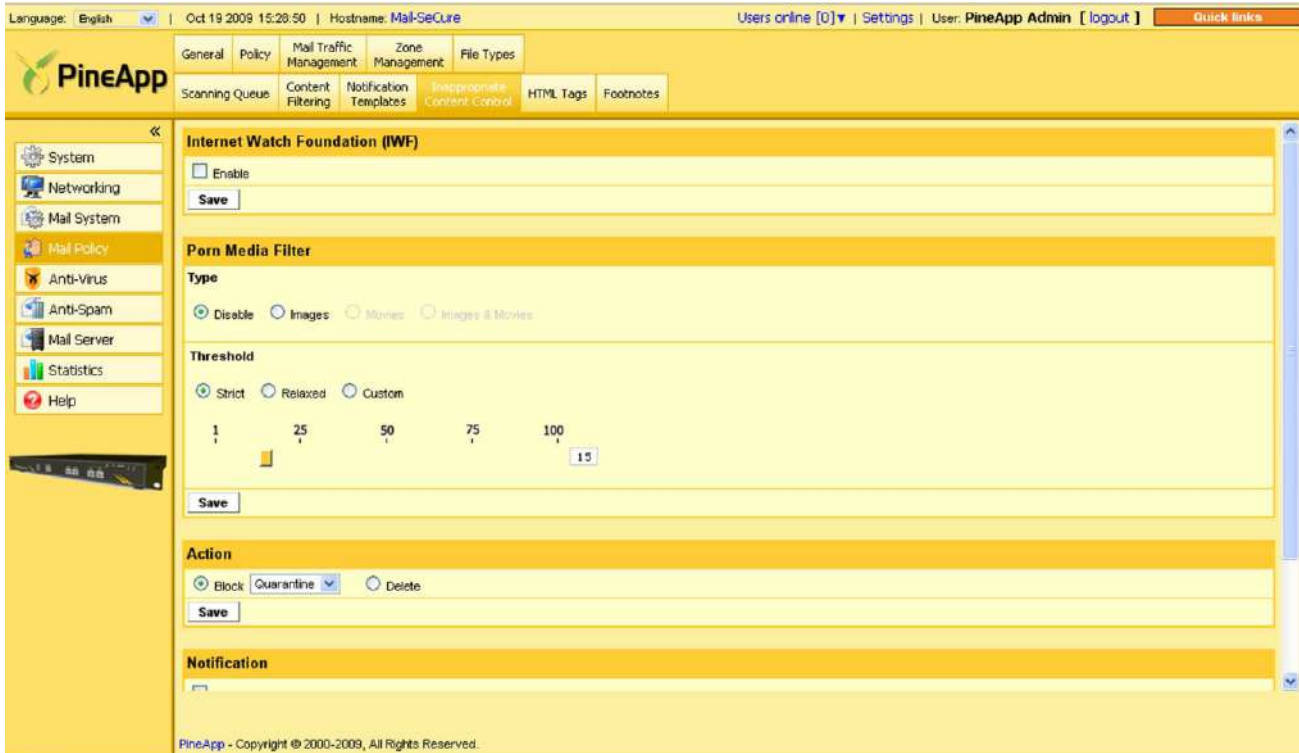 Language: English | Oct 19 2009 15:28:50 | Hostname: Mail-SeCure Users online [0]▾ | Settings | User: PineApp Admin [ logout ] Quick links
PineApp
General Policy Mail Traffic Management Zone Management File Types
Scanning Queue Content Filtering Notification Templates Inappropriate Content Control HTML Tags Footnotes
«
System
Networking
Mail System
Mail Policy
Anti-Virus
Anti-Spam
Mail Server
Statistics
Help
Internet Watch Foundation (IWF)
Enable
Save
Porn Media Filter
Type
Disable Images Movies Images & Movies
Threshold
Strict Relaxed Custom
1 25 50 75 100
15
Save
Action
Block Quarantine Delete
Save
Notification
PineApp - Copyright © 2000-2009, All Rights Reserved.